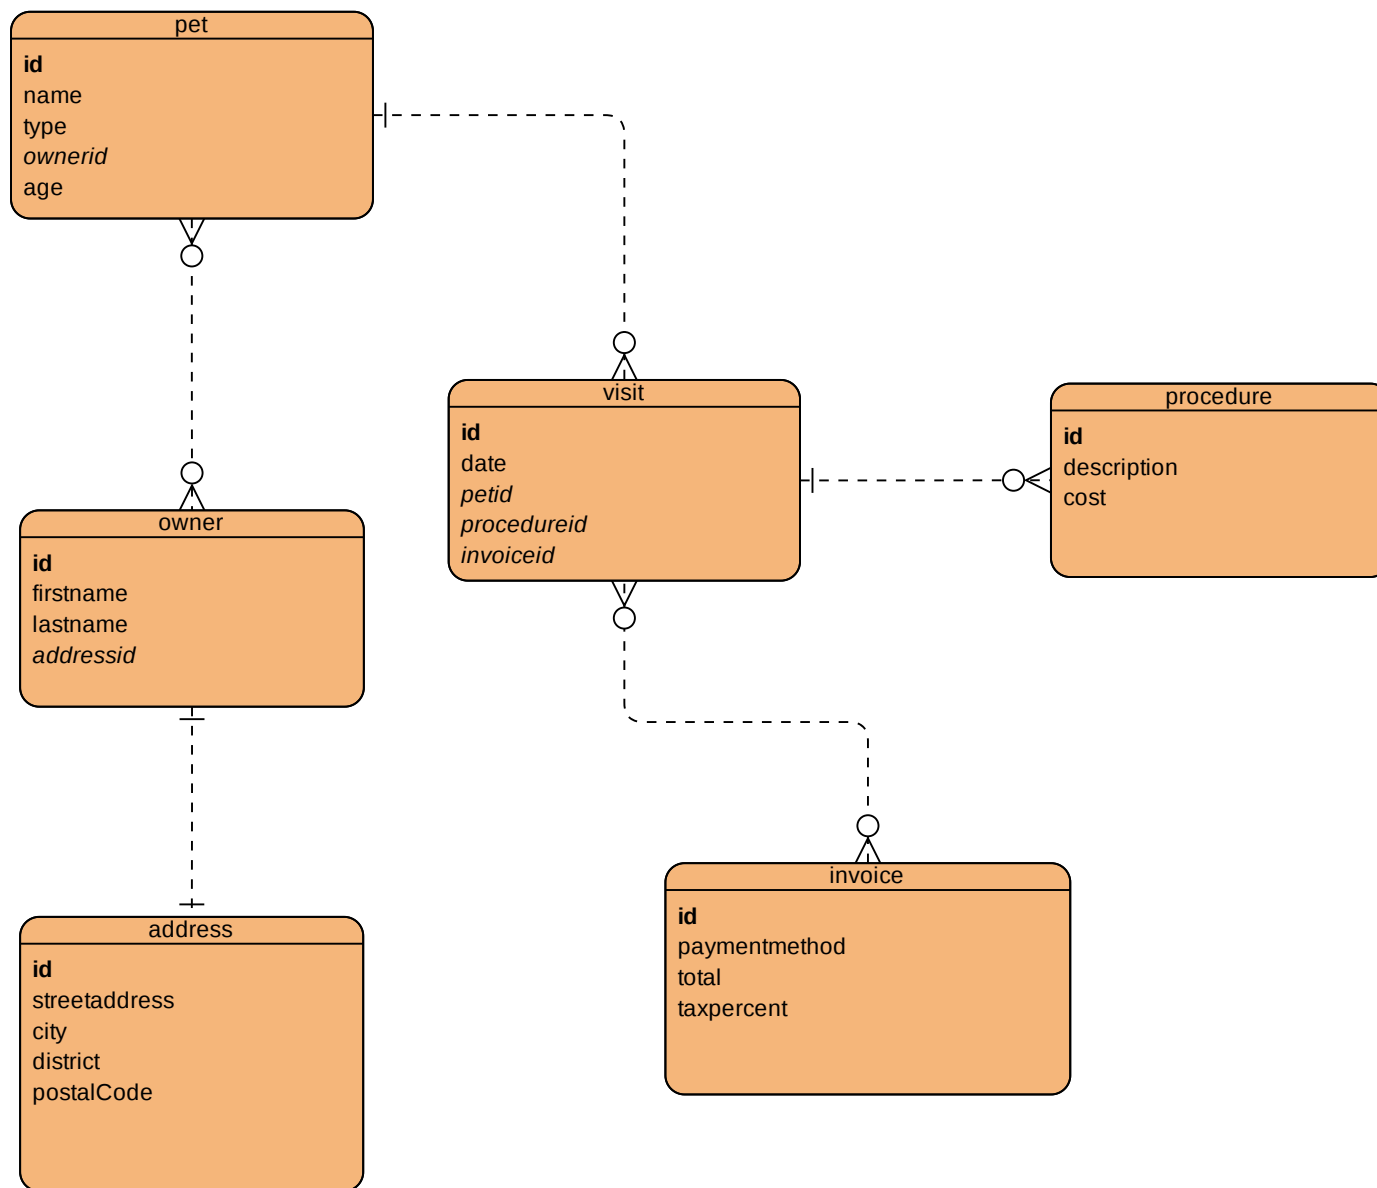 pet
id
name
type
ownerid
age
visit
id
date
petid
procedureid
invoiceid
procedure
id
description
cost
owner
id
firstname
lastname
addressid
invoice
id
paymentmethod
total
taxpercent
address
id
streetaddress
city
district
postalCode